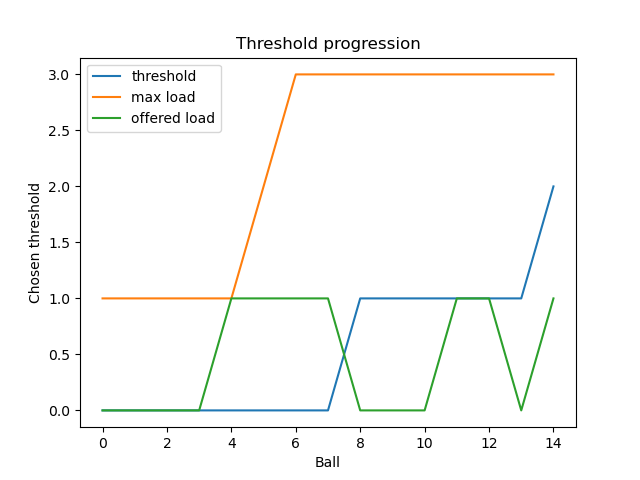 Threshold progression
threshold
max load
offered load
3.0
2.5
2.0
1.5
1.0
0.5
0.0
Chosen threshold
0 2 4 6 8 10 12 14
Ball